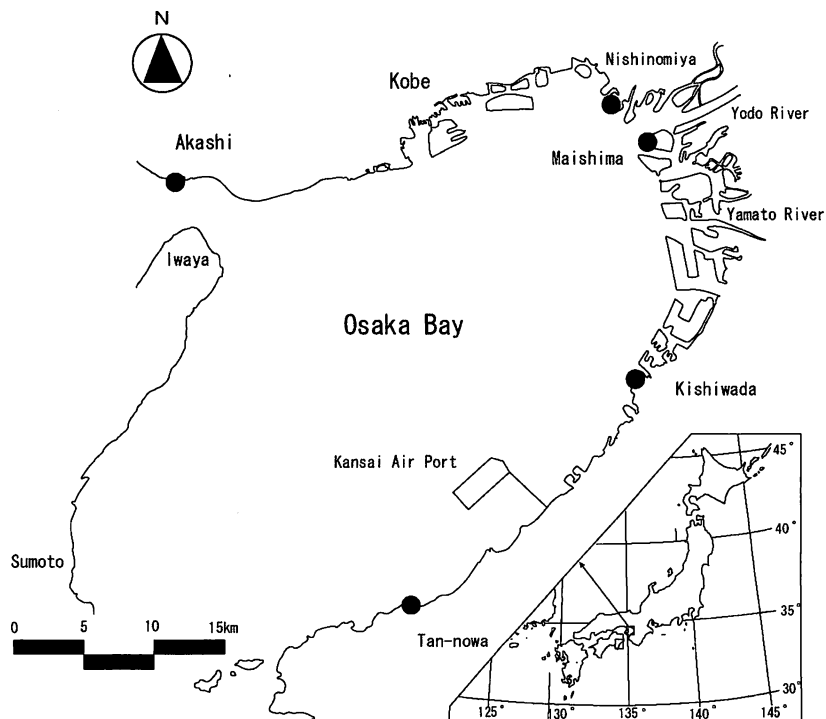 N
Nishinomiya
Kobe
Yodo River
Akashi
Maishima
Yamato River
Iwaya
Osaka Bay
Kishiwada
Kansai Air Port
45°
40°
Sumoto
35°
0 5 10 15km
Tan-nowa
30°
125° 130° 135° 140° 145°